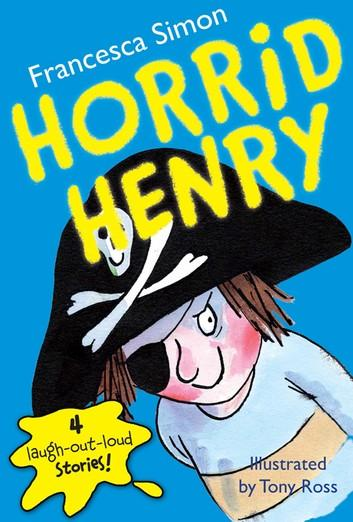 Francesca Simon
HORRiD
HENRY
4
laugh-out-loud
stories!
Illustrated
by Tony Ross